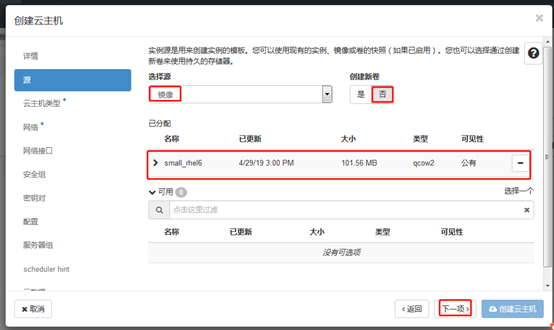 创建云主机
×
详情
源
云主机类型 *
网络 *
网络接口
安全组
密钥对
配置
服务器组
scheduler hint
实例源是用来创建实例的模板。您可以使用现有的实例、镜像或卷的快照（如果已启用）。您也可以选择通过创建
新卷来使用持久的存储器。
?
选择源 创建新卷
镜像 是 否
已分配
名称 已更新 大小 类型 可见性
small_rhel6 4/29/19 3:00 PM 101.56 MB qcow2 公有
可用 0 选择一个
点击这里过滤 ×
名称 已更新 大小 类型 可见性
没有可选项
× 取消 < 返回 下一项 > 创建云主机